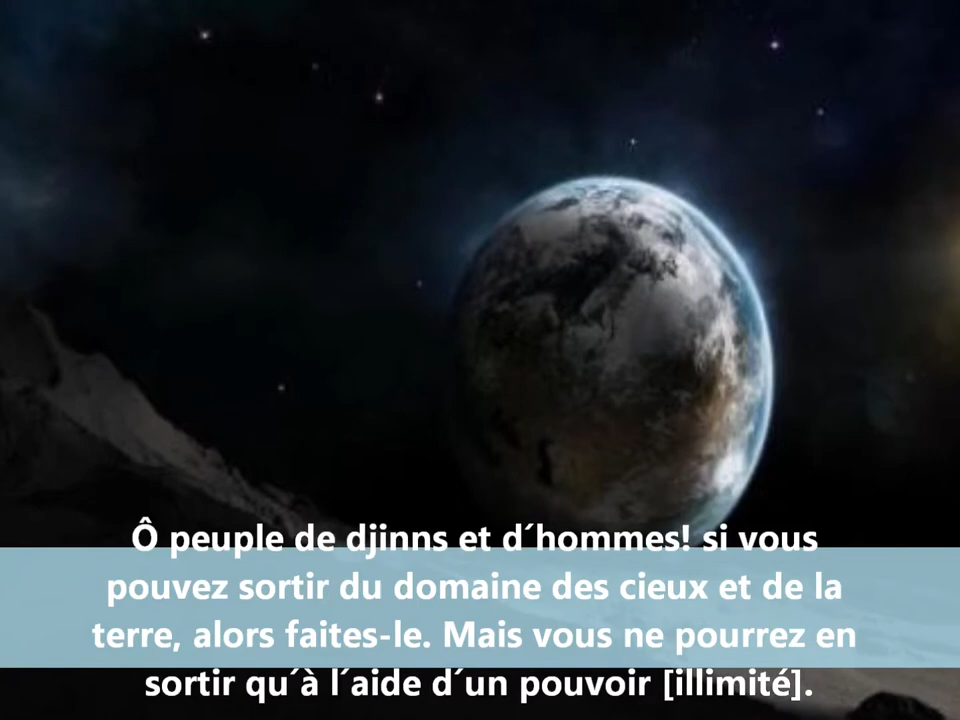 Ô peuple de djinns et d´hommes! si vous
pouvez sortir du domaine des cieux et de la
terre, alors faites-le. Mais vous ne pourrez en
sortir qu´à l´aide d´un pouvoir [illimité].